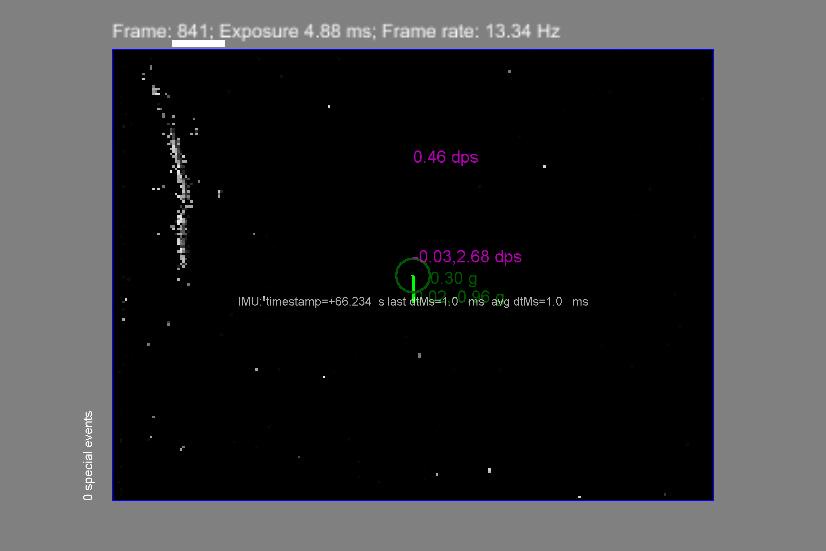 Frame: 841; Exposure 4.88 ms; Frame rate: 13.34 Hz
0.46 dps
-0.03,2.68 dps
0.30 g
0.96 g
IMU: timestamp=+66.234 s last dtMs=1.0 ms avg dtMs=1.0 ms
0 special events